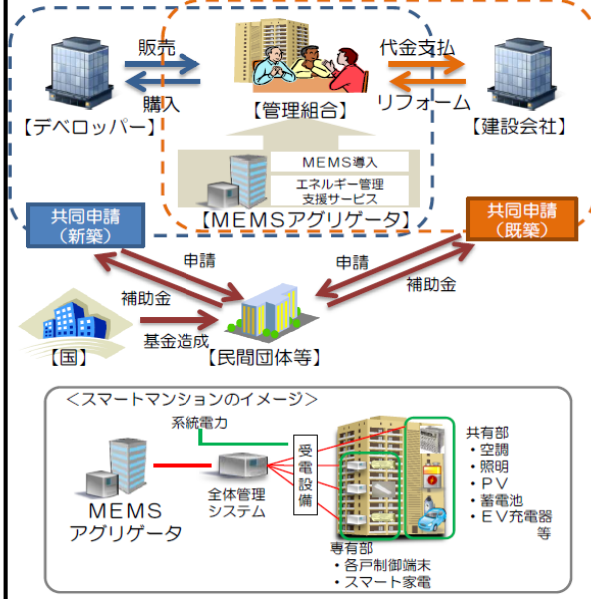 販売
購入
代金支払
リフォーム
【デベロッパー】
【管理組合】
【建設会社】
MEMS導入
エネルギー管理
支援サービス
【MEMSアグリゲータ】
共同申請
（新築）
共同申請
（既築）
申請
補助金
申請
補助金
基金造成
【国】
【民間団体等】
＜スマートマンションのイメージ＞
系統電力
MEMS
アグリゲータ
全体管理
システム
受電設備
共有部
・空調
・照明
・PV
・蓄電池
・EV充電器
等
専有部
・各戸制御端末
・スマート家電